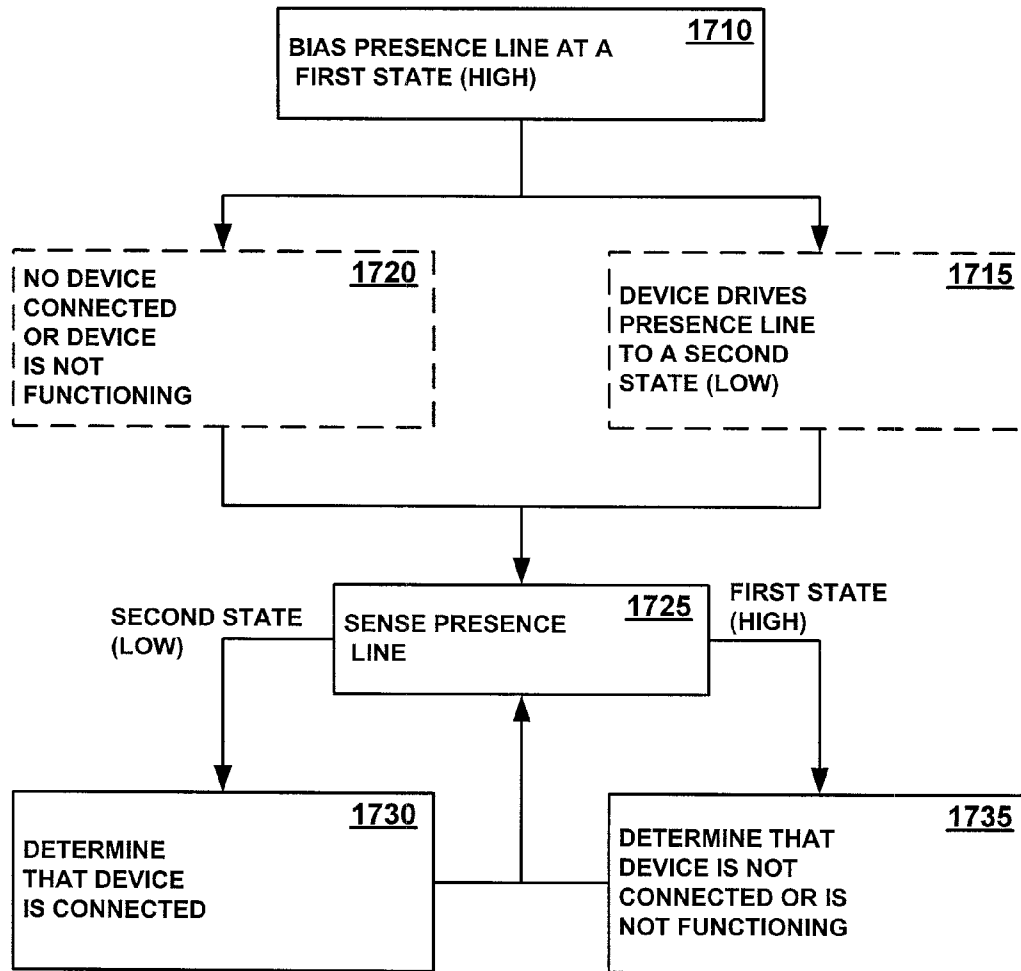 1710
BIAS PRESENCE LINE AT A
FIRST STATE (HIGH)
1720
NO DEVICE
CONNECTED
OR DEVICE
IS NOT
FUNCTIONING
1715
DEVICE DRIVES
PRESENCE LINE
TO A SECOND
STATE (LOW)
1725
SENSE PRESENCE
LINE
SECOND STATE
(LOW)
FIRST STATE
(HIGH)
1730
DETERMINE
THAT DEVICE
IS CONNECTED
1735
DETERMINE THAT
DEVICE IS NOT
CONNECTED OR IS
NOT FUNCTIONING